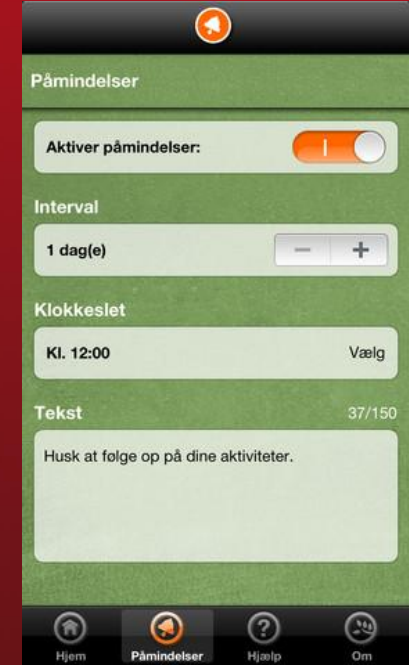 Påmindelser
Aktiver påmindelser:
Interval
1 dag(e)
Klokkeslet
Kl. 12:00 Vælg
Tekst 37/150
Husk at følge op på dine aktiviteter.
Hjem Påmindelser Hjælp Om